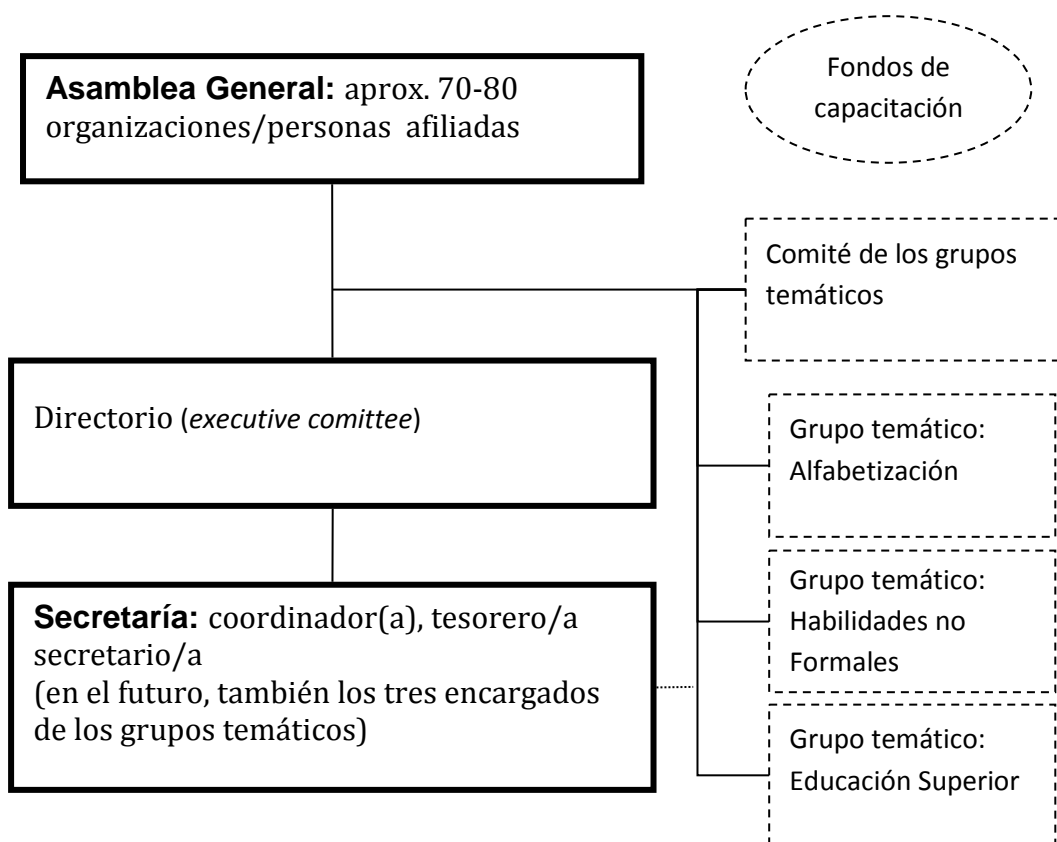 Asamblea General: aprox. 70-80
organizaciones/personas afiliadas
Fondos de
capacitación
Comité de los grupos
temáticos
Directorio (executive comittee)
Grupo temático:
Alfabetización
Grupo temático:
Habilidades no
Formales
Secretaría: coordinador(a), tesorero/a
secretario/a
(en el futuro, también los tres encargados
de los grupos temáticos)
Grupo temático:
Educación Superior